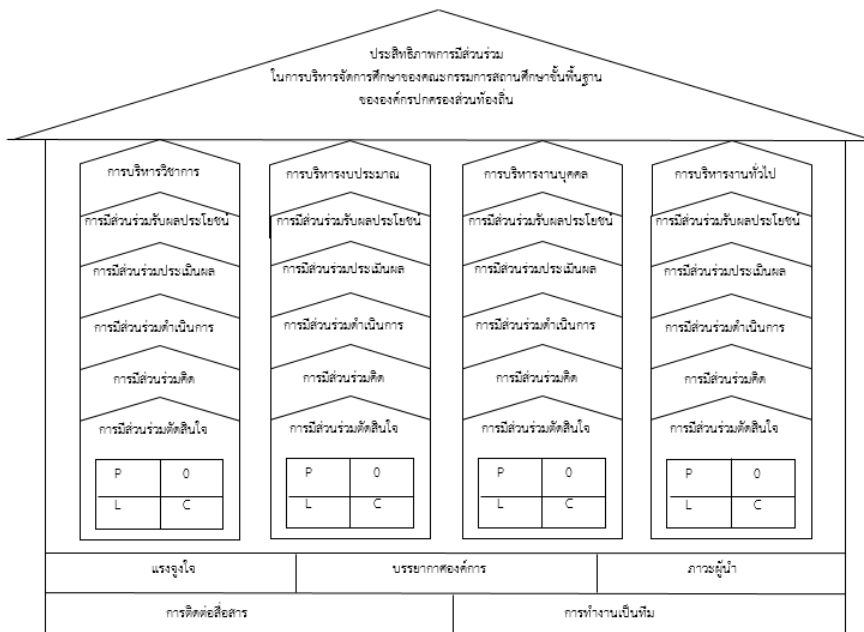 ประสิทธิภาพการมีส่วนร่วม
ในการบริหารจัดการศึกษาของคณะกรรมการสถานศึกษาขั้นพื้นฐาน
ขององค์กรปกครองส่วนท้องถิ่น
การบริหารวิชาการ
การมีส่วนร่วมรับผลประโยชน์
การมีส่วนร่วมประเมินผล
การมีส่วนร่วมดำเนินการ
การมีส่วนร่วมคิด
การมีส่วนร่วมตัดสินใจ
P 0
L C
การบริหารงบประมาณ
การมีส่วนร่วมรับผลประโยชน์
การมีส่วนร่วมประเมินผล
การมีส่วนร่วมดำเนินการ
การมีส่วนร่วมคิด
การมีส่วนร่วมตัดสินใจ
P 0
L C
การบริหารงานบุคคล
การมีส่วนร่วมรับผลประโยชน์
การมีส่วนร่วมประเมินผล
การมีส่วนร่วมดำเนินการ
การมีส่วนร่วมคิด
การมีส่วนร่วมตัดสินใจ
P 0
L C
การบริหารงานทั่วไป
การมีส่วนร่วมรับผลประโยชน์
การมีส่วนร่วมประเมินผล
การมีส่วนร่วมดำเนินการ
การมีส่วนร่วมคิด
การมีส่วนร่วมตัดสินใจ
P 0
L C
แรงจูงใจ บรรยากาศองค์การ ภาวะผู้นำ
การติดต่อสื่อสาร การทำงานเป็นทีม